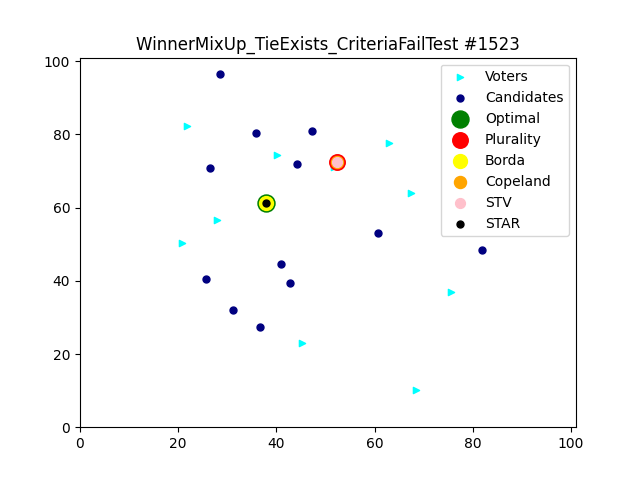 WinnerMixUp_TieExists_CriteriaFailTest #1523
100
80
60
40
20
0
0 20 40 60 80 100
Voters
Candidates
Optimal
Plurality
Borda
Copeland
STV
STAR